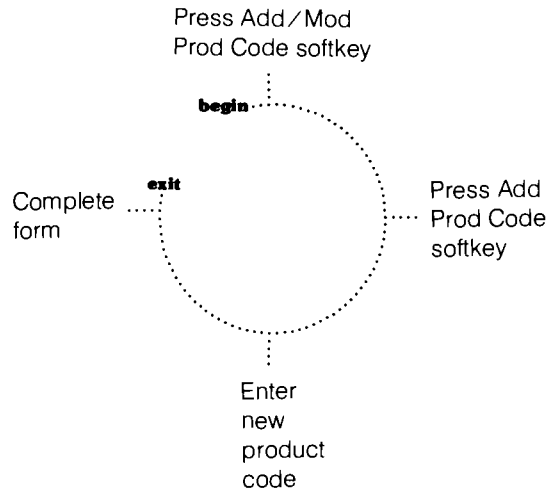 Press Add/Mod
Prod Code softkey
begin
exit
Complete
form
Press Add
Prod Code
softkey
Enter
new
product
code